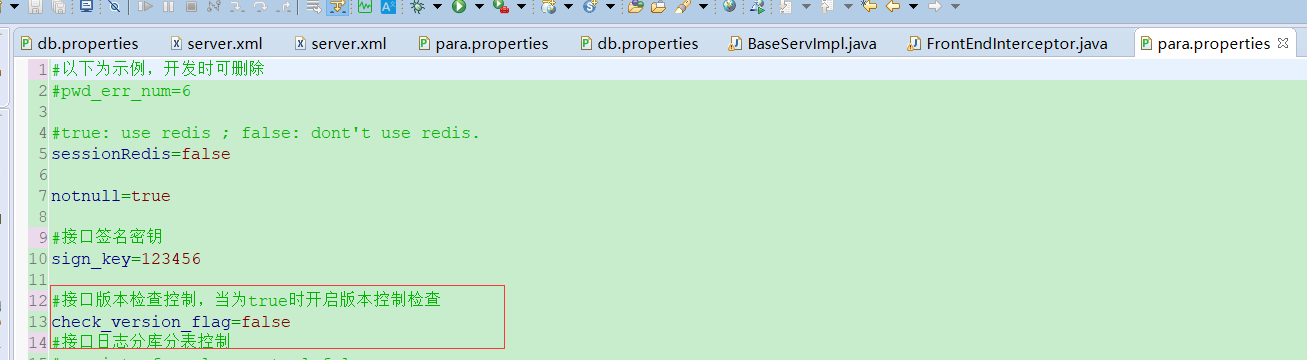 db.properties server.xml server.xml para.properties db.properties BaseServImpl.java FrontEndInterceptor.java para.properties
1 #以下为示例，开发时可删除
2 #pwd_err_num=6
3
4 #true: use redis ; false: dont't use redis.
5 sessionRedis=false
6
7 notnull=true
8
9 #接口签名密钥
10 sign_key=123456
11
12 #接口版本检查控制，当为true时开启版本控制检查
13 check_version_flag=false
14 #接口日志分库分表控制